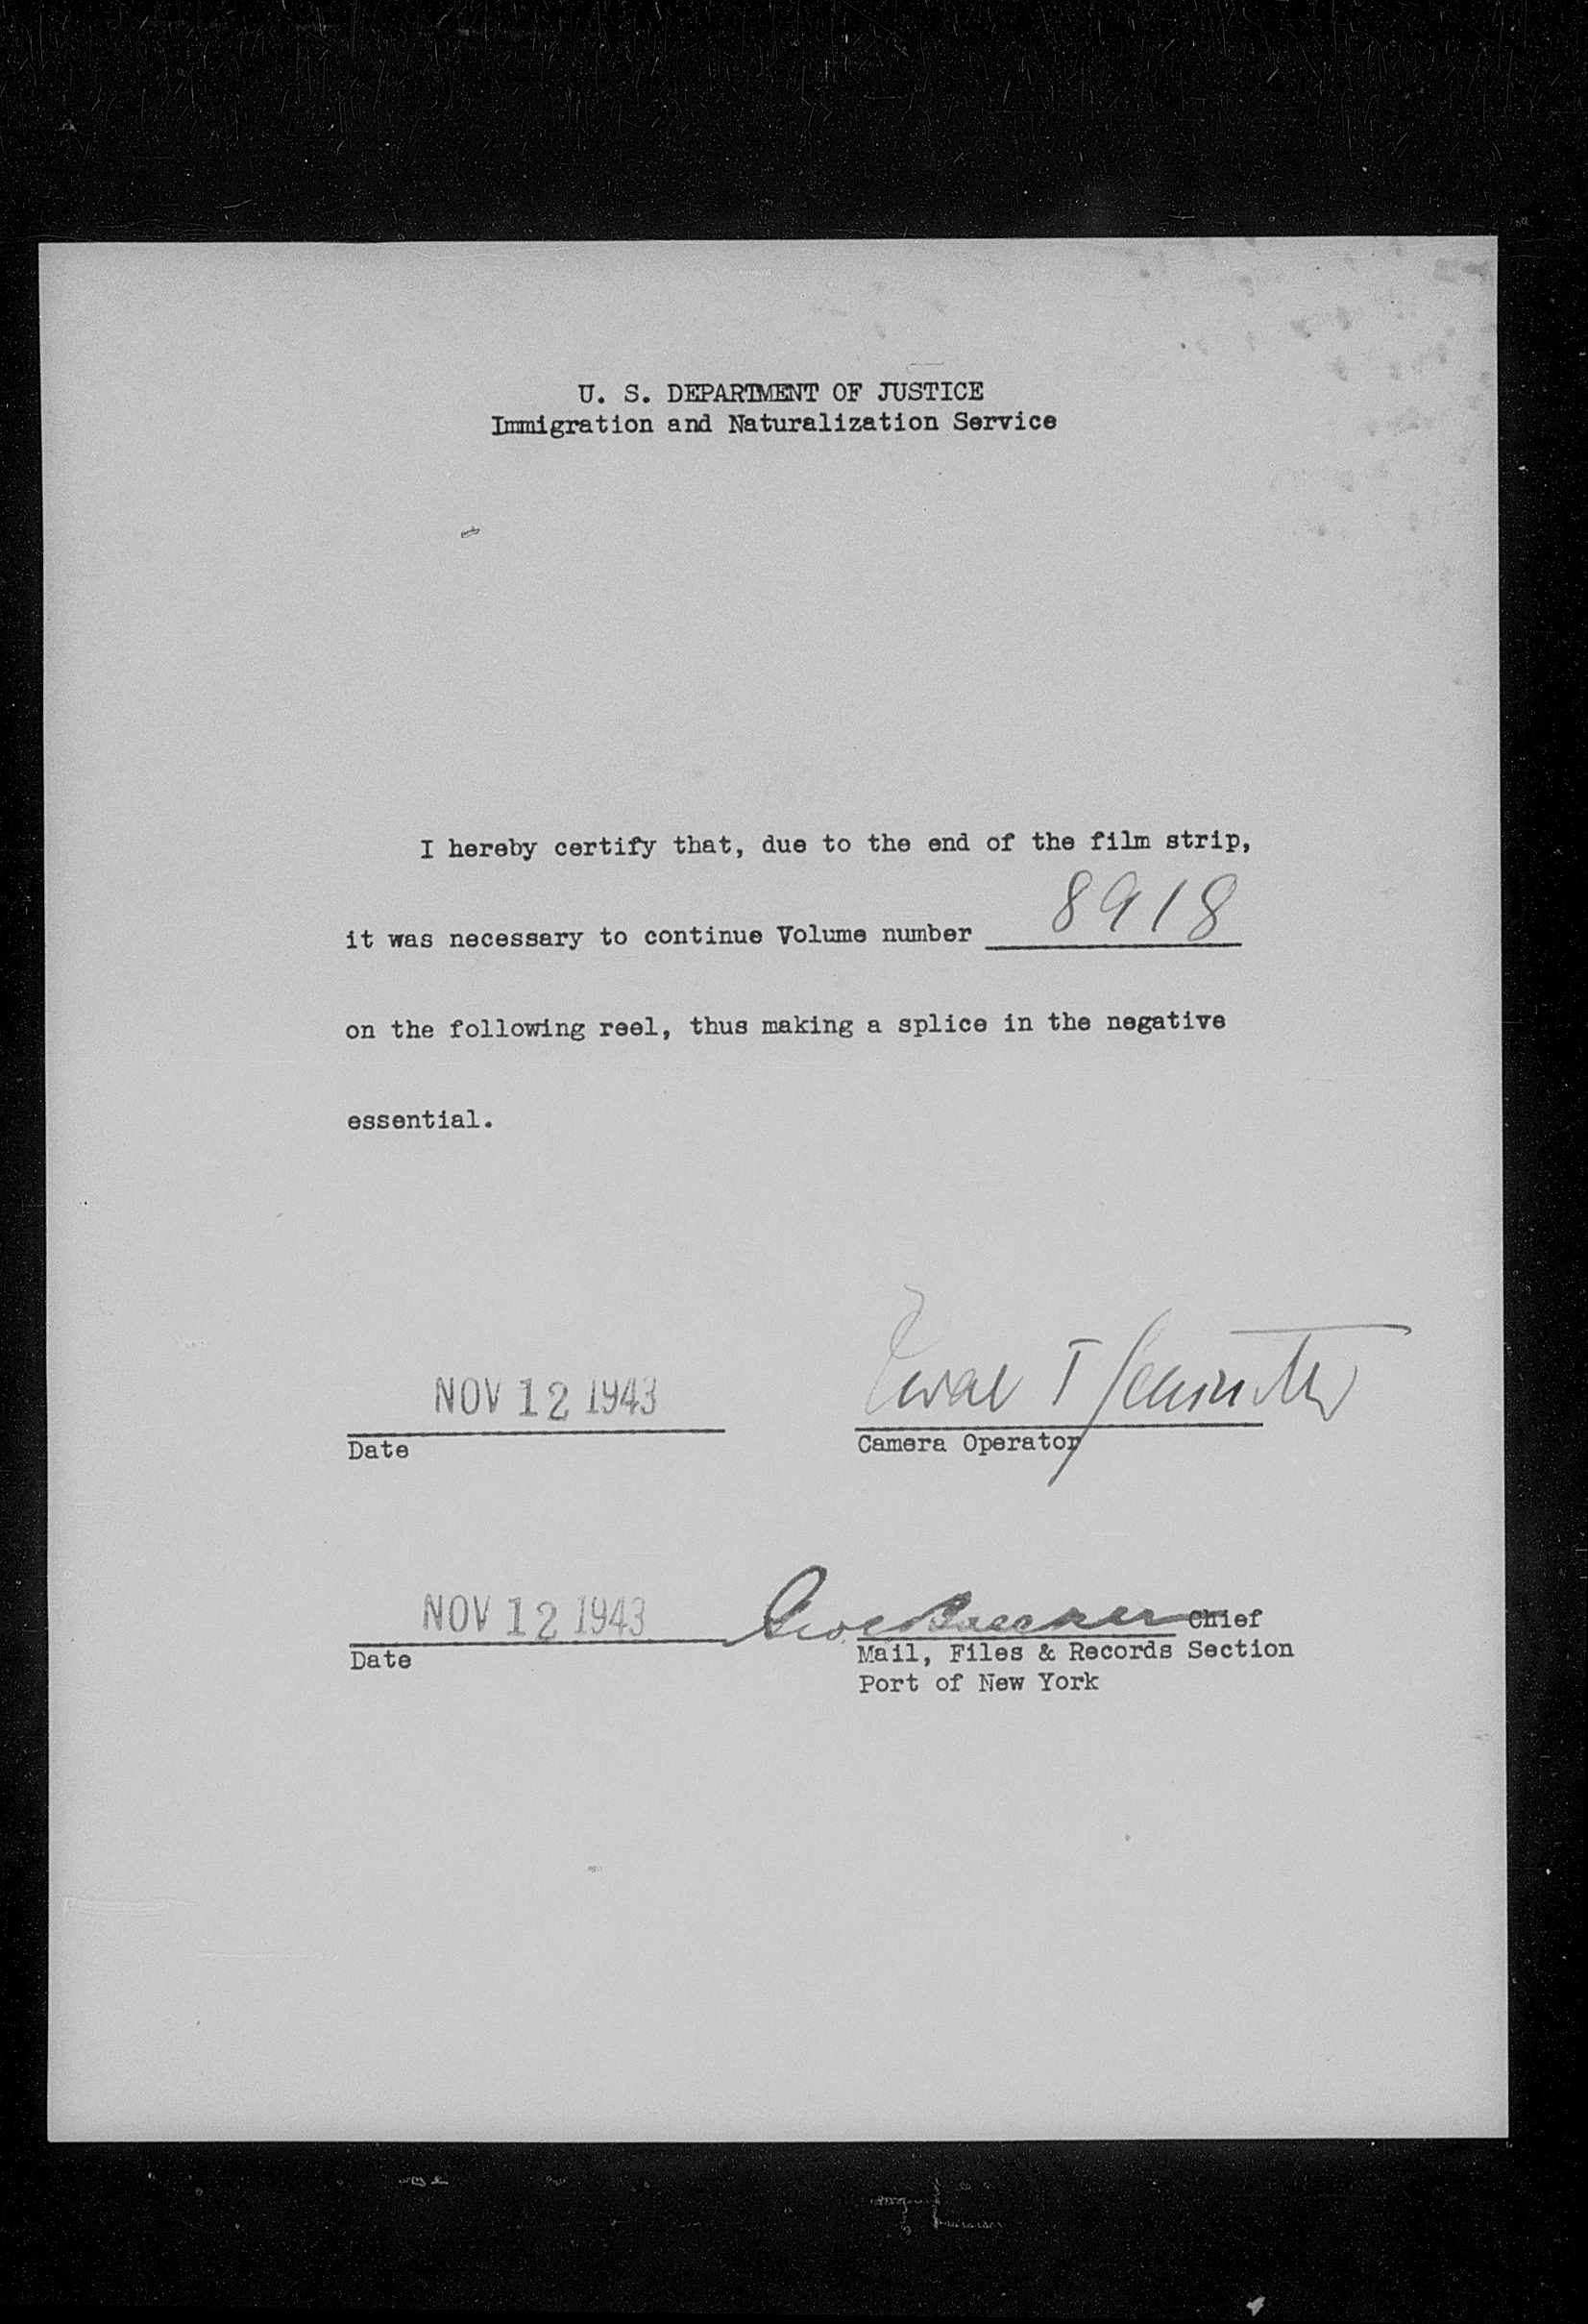 U. S. DEPARTMENT OF JUSTICE
Immigration and Naturalization Service
I hereby certify that, due to the end of the film strip,
it was necessary to continue Volume number 8918
on the following reel, thus making a splice in the negative
essential.
NOV 12 1943
Date
Camera Operator
NOV 12 1943
Chief
Date
Mail, Files & Records Section
Port of New York